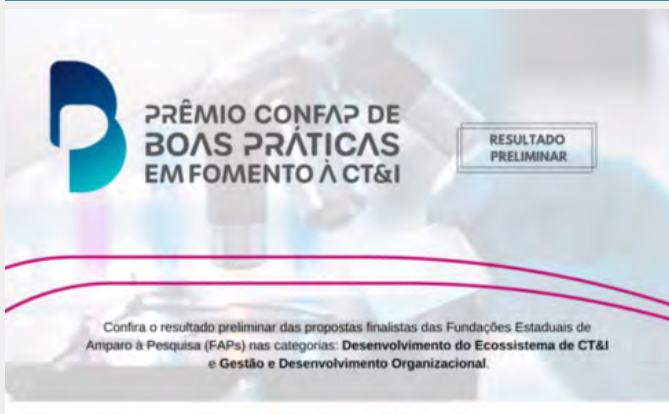 PRÊMIO CONFAP DE
BOAS PRÁTICAS
EM FOMENTO À CT&I
RESULTADO
PRELIMINAR
Confira o resultado preliminar das propostas finalistas das Fundações Estaduais de
Amparo à Pesquisa (FAPs) nas categorias: Desenvolvimento do Ecossistema de CT&I
e Gestão e Desenvolvimento Organizacional.